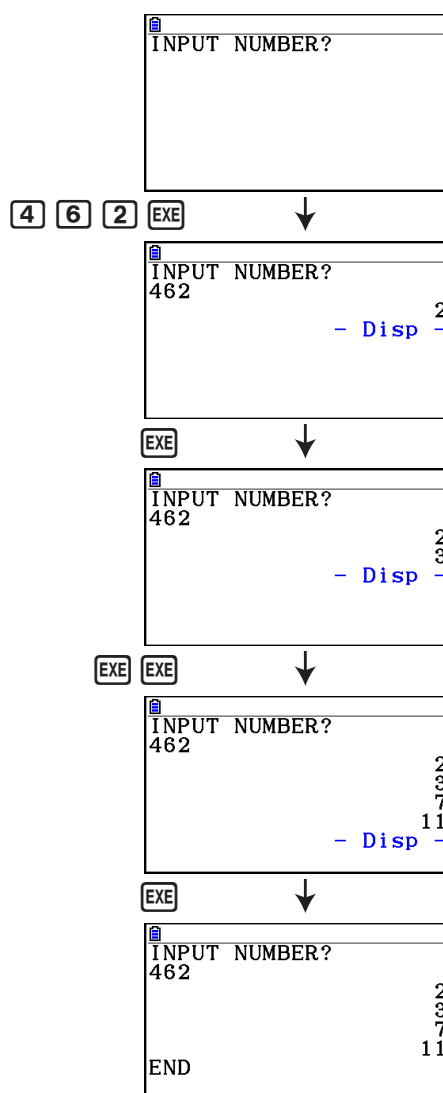 INPUT NUMBER?
4 6 2 EXE
INPUT NUMBER?
462
2
- Disp -
EXE
INPUT NUMBER?
462
2
3
- Disp -
EXE EXE
INPUT NUMBER?
462
2
3
7
11
- Disp -
EXE
INPUT NUMBER?
462
2
3
7
11
END